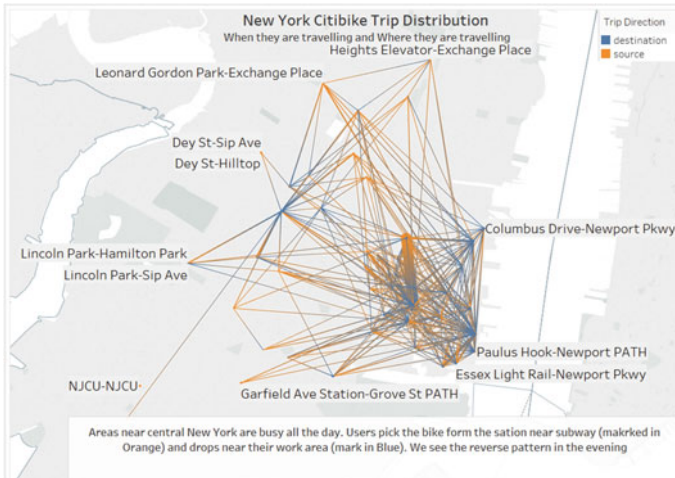 New York Citibike Trip Distribution
When they are travelling and Where they are travelling
Trip Direction
destination
source
Heights Elevator-Exchange Place
Leonard Gordon Park-Exchange Place
Dey St-Sip Ave
Dey St-Hilltop
Columbus Drive-Newport Pkwy
Lincoln Park-Hamilton Park
Lincoln Park-Sip Ave
Paulus Hook-Newport PATH
Essex Light Rail-Newport Pkwy
NJCU-NJCU
Garfield Ave Station-Grove St PATH
Areas near central New York are busy all the day. Users pick the bike form the sation near subway (makrked in
Orange) and drops near their work area (mark in Blue). We see the reverse pattern in the evening